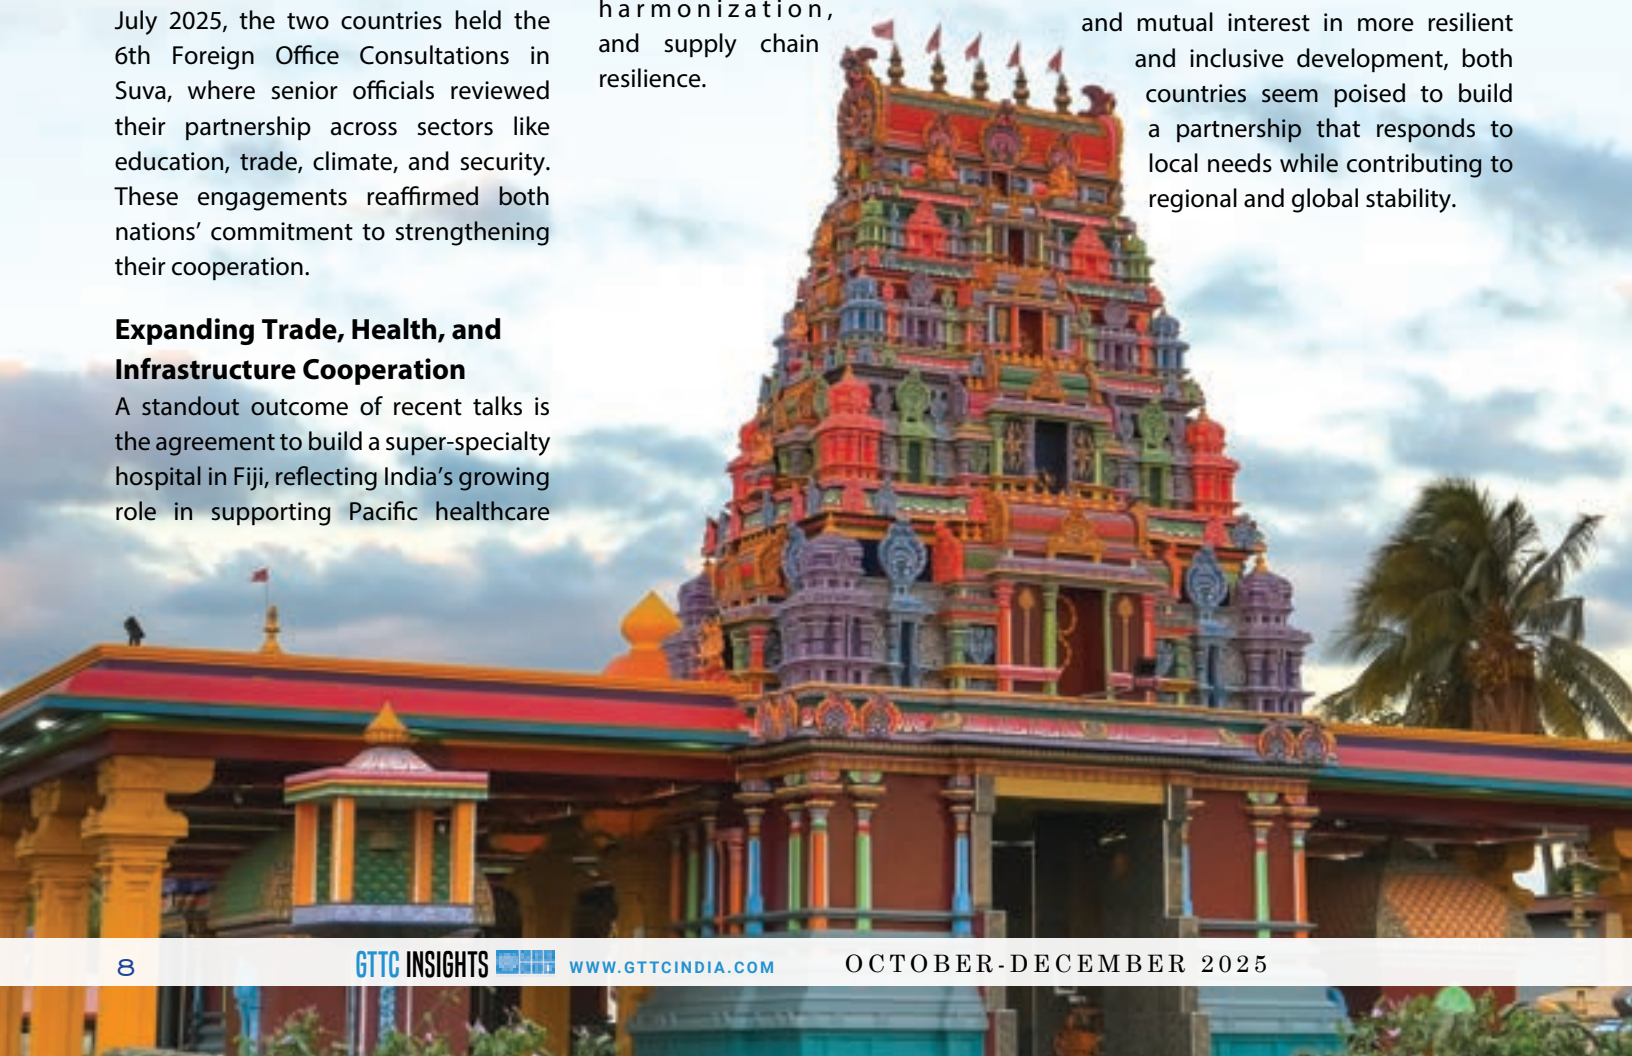 July 2025, the two countries held the
6th Foreign Office Consultations in
Suva, where senior officials reviewed
their partnership across sectors like
education, trade, climate, and security.
These engagements reaffirmed both
nations’ commitment to strengthening
their cooperation.
Expanding Trade, Health, and
Infrastructure Cooperation
A standout outcome of recent talks is
the agreement to build a super-specialty
hospital in Fiji, reflecting India’s growing
role in supporting Pacific healthcare
harmonization,
and supply chain
resilience.
and mutual interest in more resilient
and inclusive development, both
countries seem poised to build
a partnership that responds to
local needs while contributing to
regional and global stability.
8 GTTC INSIGHTS WWW.GTTCINDIA.COM OCTOBER-DECEMBER 2025